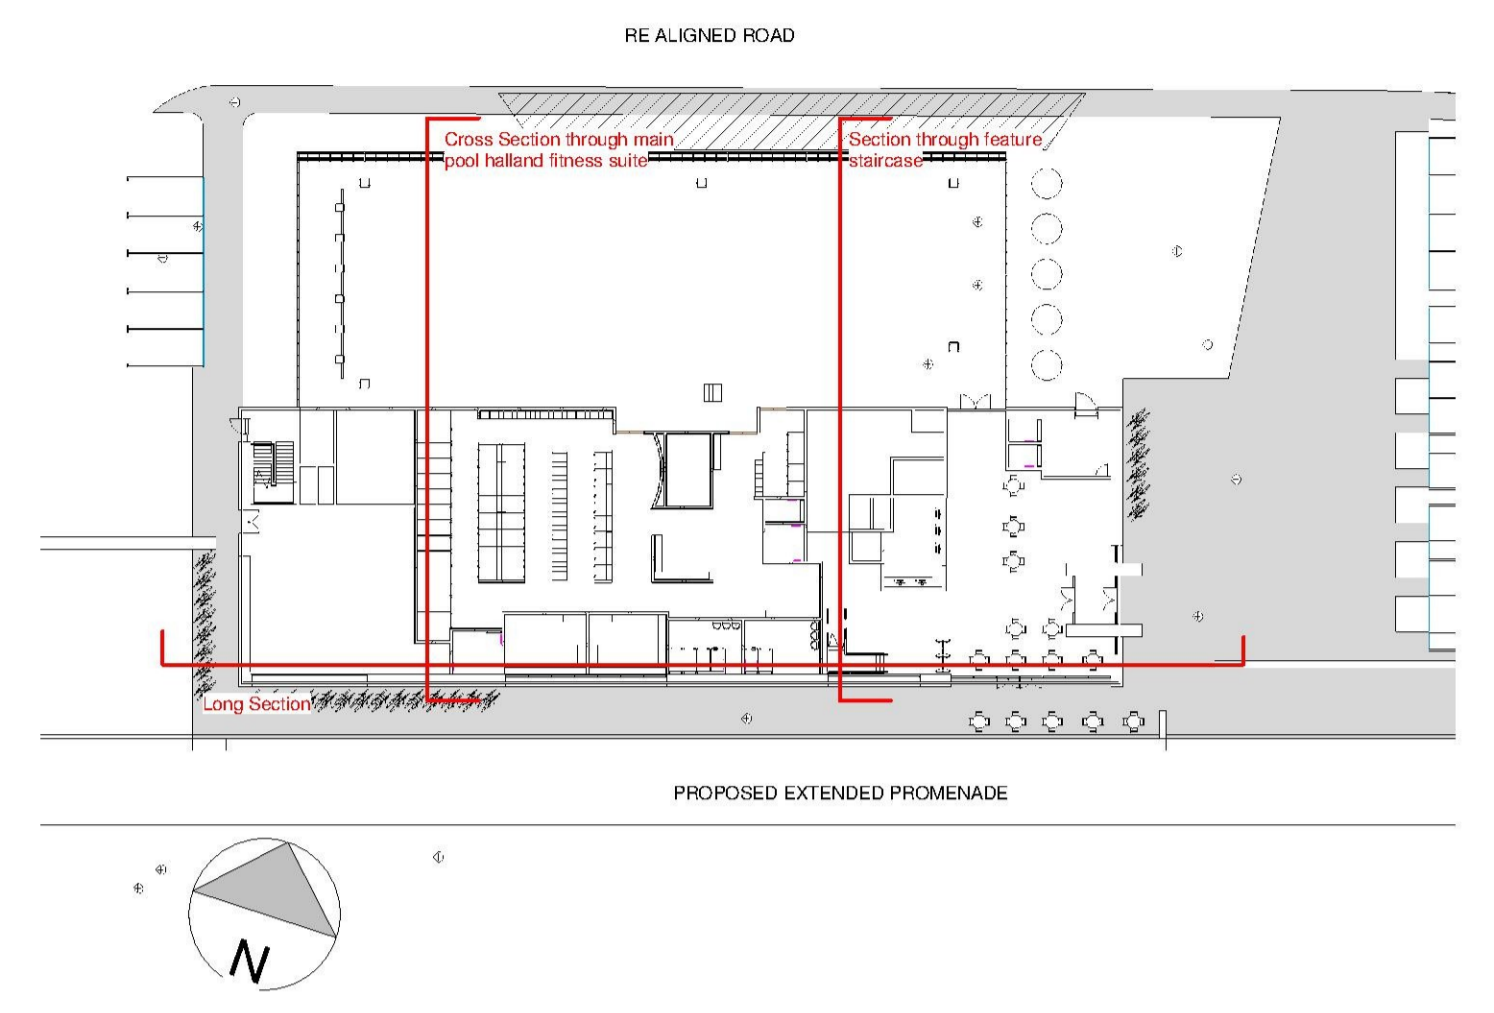 RE ALIGNED ROAD
Cross Section through main
pool halland fitness suite
Section through feature
staircase
Long Section
PROPOSED EXTENDED PROMENADE
N